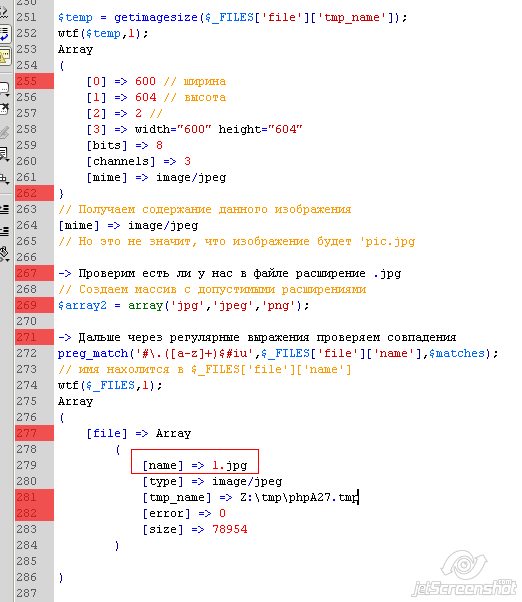 250
251 $temp = getimagesize($_FILES['file']['tmp_name']);
252 wtf($temp,1);
253 Array
254 (
255 [0] => 600 // ширина
256 [1] => 604 // высота
257 [2] => 2 //
258 [3] => width="600" height="604"
259 [bits] => 8
260 [channels] => 3
261 [mime] => image/jpeg
262 }
263 // Получаем содержание данного изображения
264 [mime] => image/jpeg
265 // Но это не значит, что изображение будет 'pic.jpg
266
267 -> Проверим есть ли у нас в файле расширение .jpg
268 // Создаем массив с допустимыми расширениями
269 $array2 = array('jpg','jpeg','png');
270
271 -> Дальше через регулярные выражения проверяем совпадения
272 preg_match('#\.([a-z]+)$#iu',$_FILES['file']['name'],$matches);
273 // имя нахолится в $_FILES['file']['name']
274 wtf($_FILES,1);
275 Array
276 (
277 [file] => Array
278 (
279 [name] => 1.jpg
280 [type] => image/jpeg
281 [tmp_name] => Z:\tmp\phpA27.tmp
282 [error] => 0
283 [size] => 78954
284 )
285
286 )
287
jetScreenshot.com